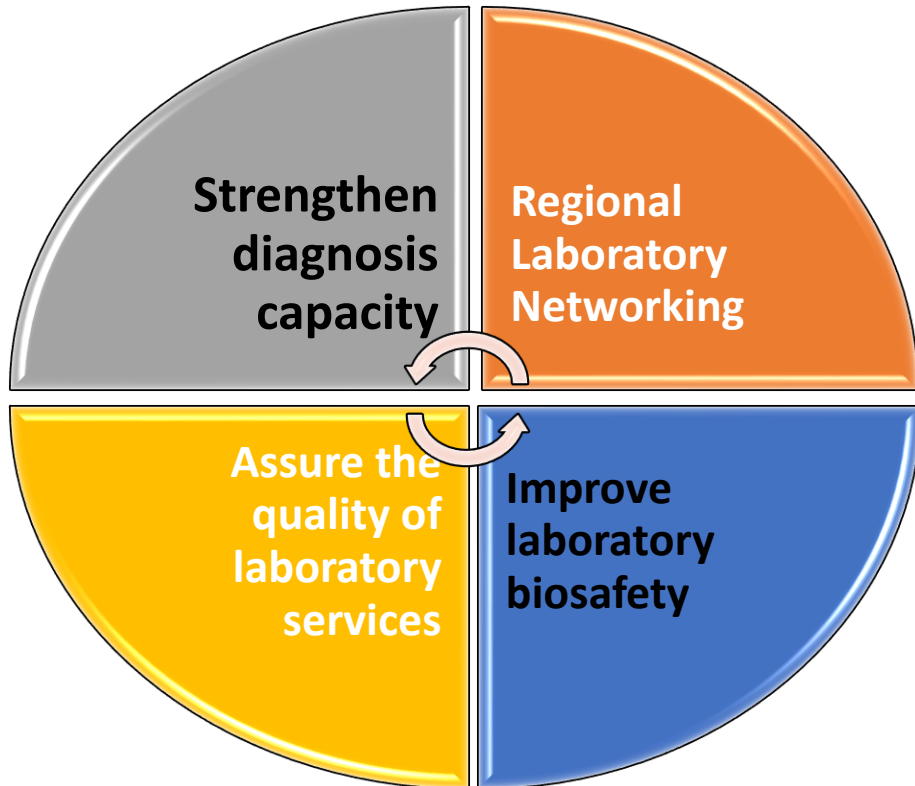 Strengthen
diagnosis
capacity
Regional
Laboratory
Networking
Assure the
quality of
laboratory
services
Improve
laboratory
biosafety